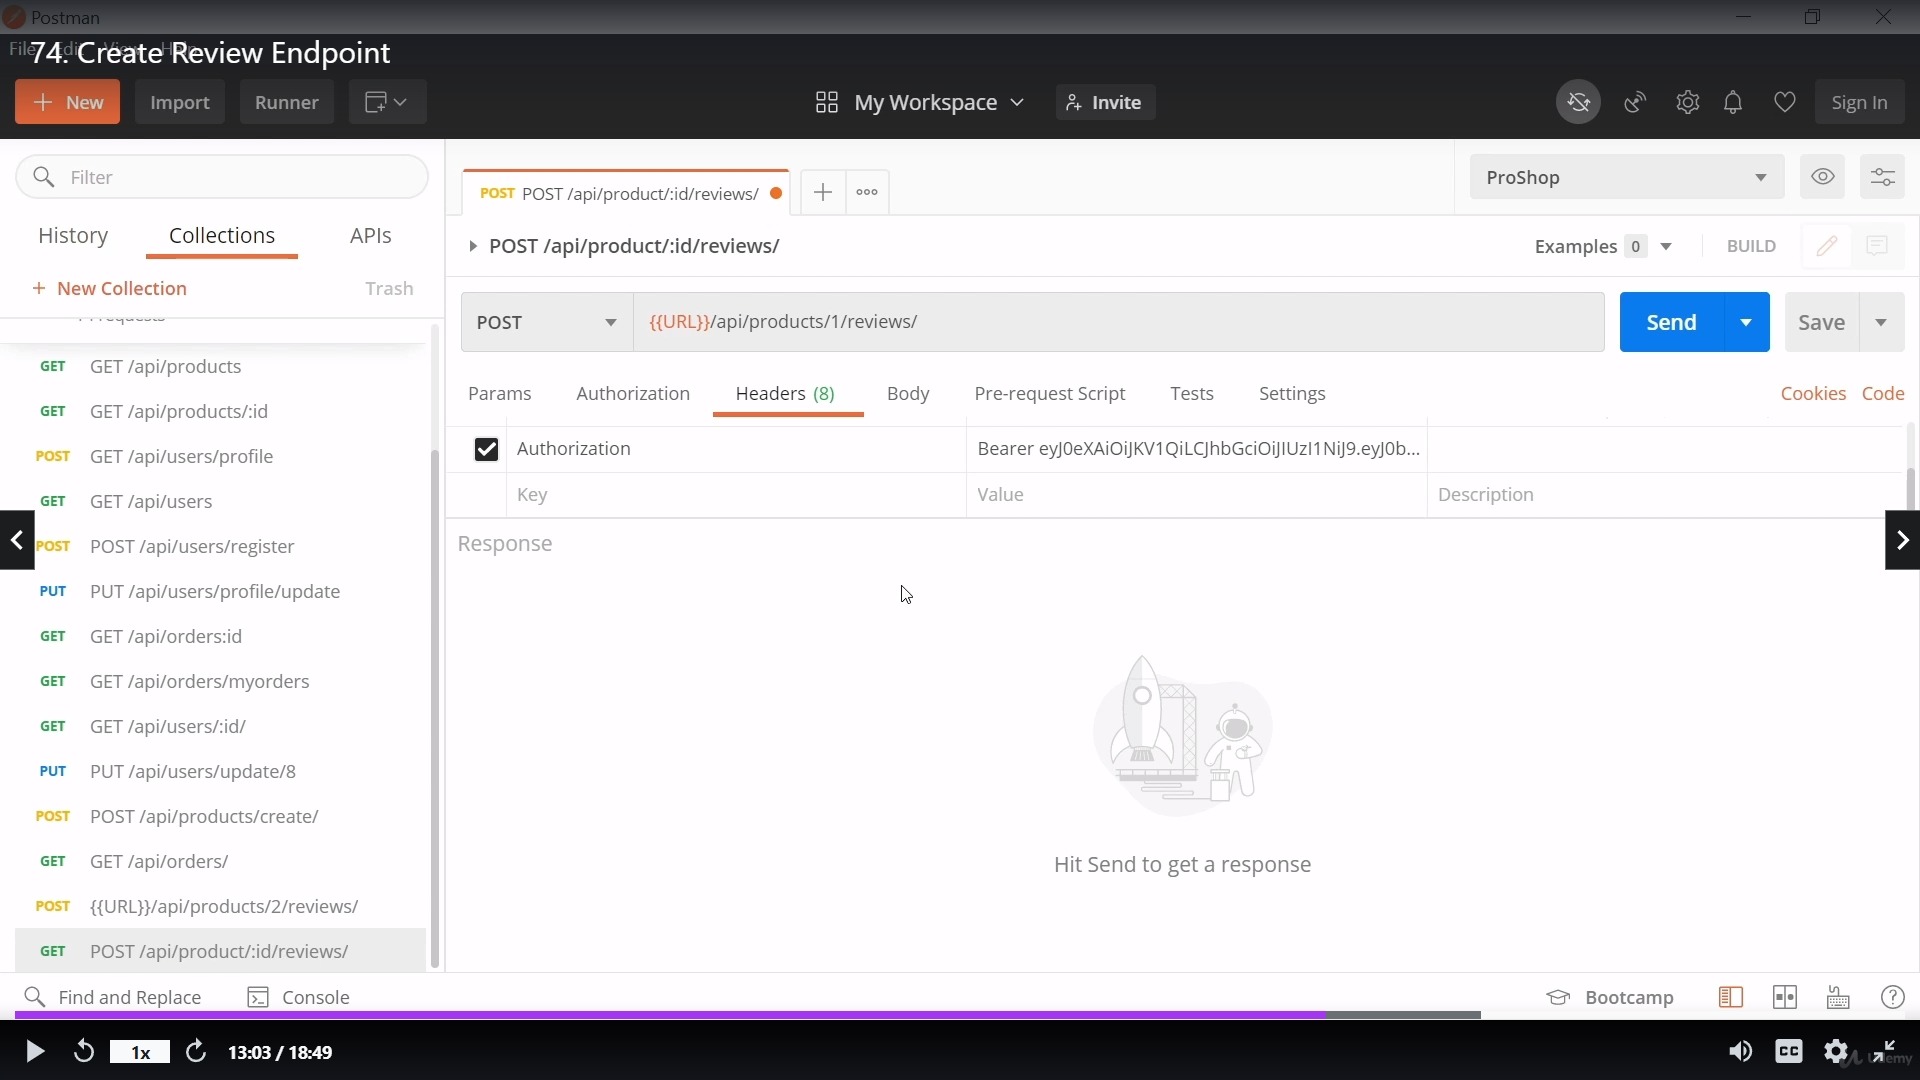 Postman
File Edit View Help
74. Create Review Endpoint
New
Import
Runner
My Workspace
Invite
Sign In
Filter
History
Collections
APIs
New Collection
Trash
GET GET /api/products
GET GET /api/products/:id
POST GET /api/users/profile
GET GET /api/users
POST POST /api/users/register
PUT PUT /api/users/profile/update
GET GET /api/orders:id
GET GET /api/orders/myorders
GET GET /api/users/:id/
PUT PUT /api/users/update/8
POST POST /api/products/create/
GET GET /api/orders/
POST {{URL}}/api/products/2/reviews/
GET POST /api/product/:id/reviews/
POST POST /api/product/:id/reviews/
ProShop
POST /api/product/:id/reviews/
Examples 0
BUILD
POST
{{URL}}/api/products/1/reviews/
Send
Save
Params
Authorization
Headers (8)
Body
Pre-request Script
Tests
Settings
Cookies
Code
Authorization
Bearer eyJ0eXAiOiJKV1QiLCJhbGciOiJIUzI1NiJ9.eyJ0b...
Key
Value
Description
Response
Hit Send to get a response
Find and Replace
Console
Bootcamp
1x
13:03 / 18:49
CC
Udemy